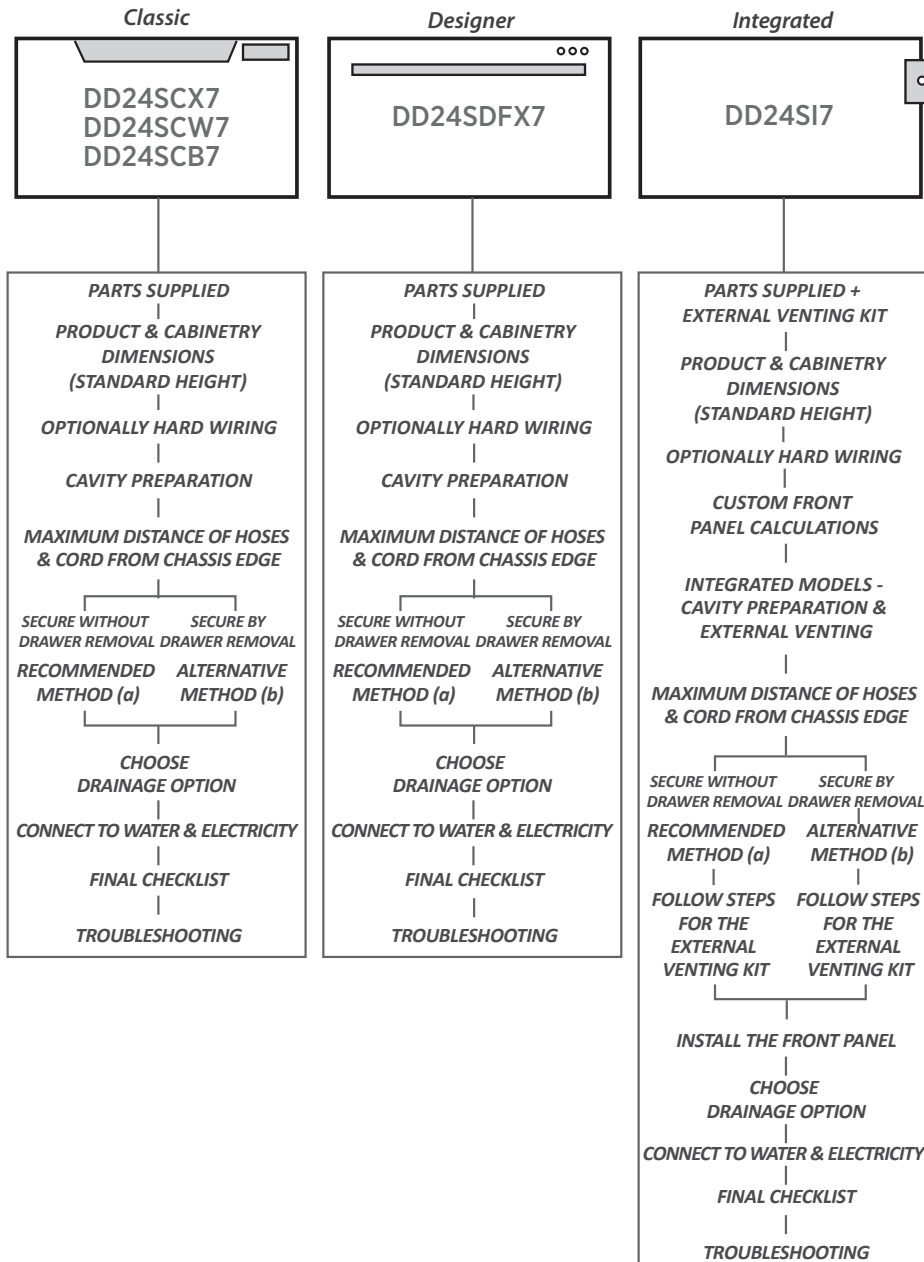 Classic
DD24SCX7
DD24SCW7
DD24SCB7
PARTS SUPPLIED
PRODUCT & CABINETRY
DIMENSIONS
(STANDARD HEIGHT)
OPTIONALLY HARD WIRING
CAVITY PREPARATION
MAXIMUM DISTANCE OF HOSES
& CORD FROM CHASSIS EDGE
SECURE WITHOUT
DRAWER REMOVAL
RECOMMENDED
METHOD (a)
SECURE BY
DRAWER REMOVAL
ALTERNATIVE
METHOD (b)
CHOOSE
DRAINAGE OPTION
CONNECT TO WATER & ELECTRICITY
FINAL CHECKLIST
TROUBLESHOOTING
Designer
DD24SDFX7
PARTS SUPPLIED
PRODUCT & CABINETRY
DIMENSIONS
(STANDARD HEIGHT)
OPTIONALLY HARD WIRING
CAVITY PREPARATION
MAXIMUM DISTANCE OF HOSES
& CORD FROM CHASSIS EDGE
SECURE WITHOUT
DRAWER REMOVAL
RECOMMENDED
METHOD (a)
SECURE BY
DRAWER REMOVAL
ALTERNATIVE
METHOD (b)
CHOOSE
DRAINAGE OPTION
CONNECT TO WATER & ELECTRICITY
FINAL CHECKLIST
TROUBLESHOOTING
Integrated
DD24SI7
PARTS SUPPLIED +
EXTERNAL VENTING KIT
PRODUCT & CABINETRY
DIMENSIONS
(STANDARD HEIGHT)
OPTIONALLY HARD WIRING
CUSTOM FRONT
PANEL CALCULATIONS
INTEGRATED MODELS -
CAVITY PREPARATION &
EXTERNAL VENTING
MAXIMUM DISTANCE OF HOSES
& CORD FROM CHASSIS EDGE
SECURE WITHOUT
DRAWER REMOVAL
RECOMMENDED
METHOD (a)
FOLLOW STEPS
FOR THE
EXTERNAL
VENTING KIT
SECURE BY
DRAWER REMOVAL
ALTERNATIVE
METHOD (b)
FOLLOW STEPS
FOR THE
EXTERNAL
VENTING KIT
INSTALL THE FRONT PANEL
CHOOSE
DRAINAGE OPTION
CONNECT TO WATER & ELECTRICITY
FINAL CHECKLIST
TROUBLESHOOTING